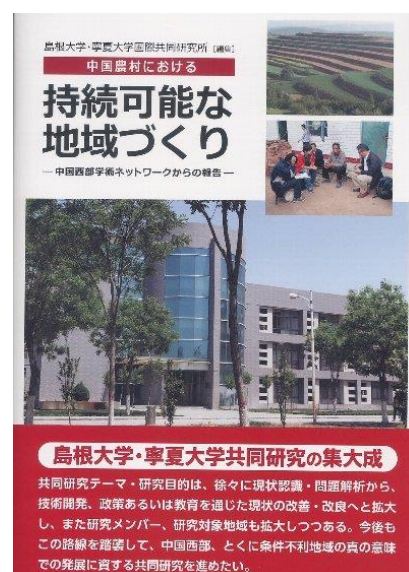 島根大学・寧夏大学国際共同研究所 [編集]
中国農村における
持続可能な
地域づくり
─中国西部学術ネットワークからの報告─
島根大学・寧夏大学共同研究の集大成
共同研究テーマ・研究目的は、徐々に現状認識・問題解析から、
技術開発、政策あるいは教育を通じた現状の改善・改良へと拡大
し、また研究メンバー、研究対象地域も拡大しつつある。今後も
この路線を踏襲して、中国西部、とくに条件不利地域の真の意味
での発展に資する共同研究を進めたい。